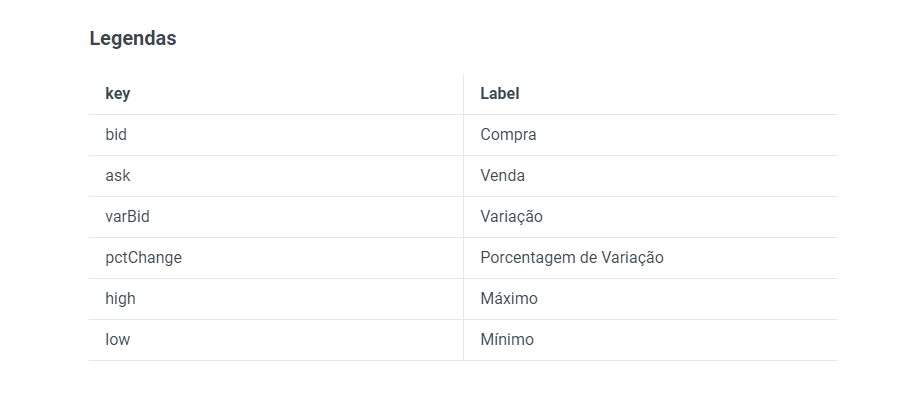 Legendas
key Label
bid Compra
ask Venda
varBid Variação
pctChange Porcentagem de Variação
high Máximo
low Mínimo